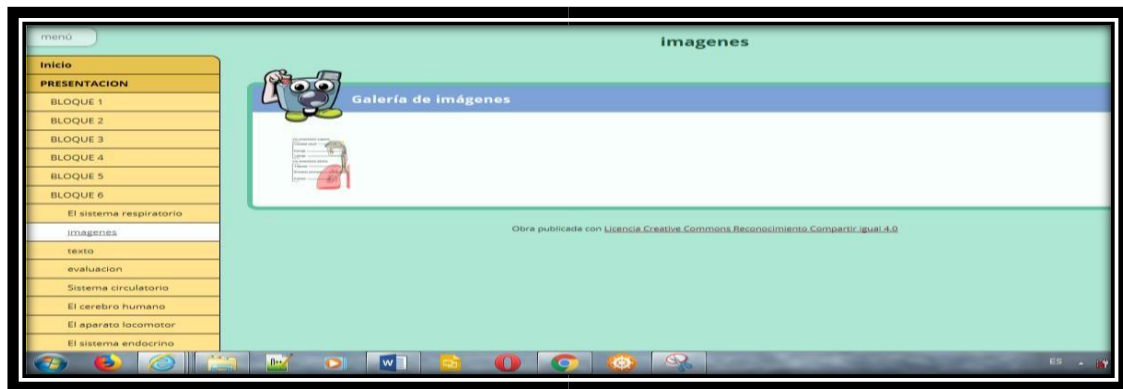 menú
imagenes
Inicio
PRESENTACION
BLOQUE 1
BLOQUE 2
BLOQUE 3
BLOQUE 4
BLOQUE 5
BLOQUE 6
El sistema respiratorio
imagenes
texto
evaluacion
Sistema circulatorio
El cerebro humano
El aparato locomotor
El sistema endocrino
Galería de imágenes
Obra publicada con Licencia Creative Commons Reconocimiento Compartir igual 4.0
ES